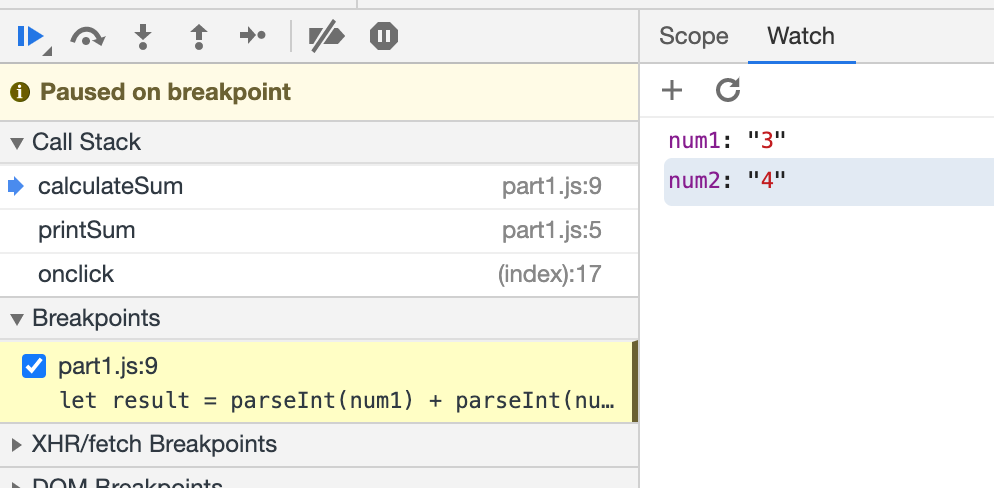 Scope Watch
Paused on breakpoint
Call Stack
calculateSum part1.js:9
printSum part1.js:5
onclick (index):17
Breakpoints
part1.js:9
let result = parseInt(num1) + parseInt(nu…
XHR/fetch Breakpoints
DOM Breakpoints
num1: "3"
num2: "4"